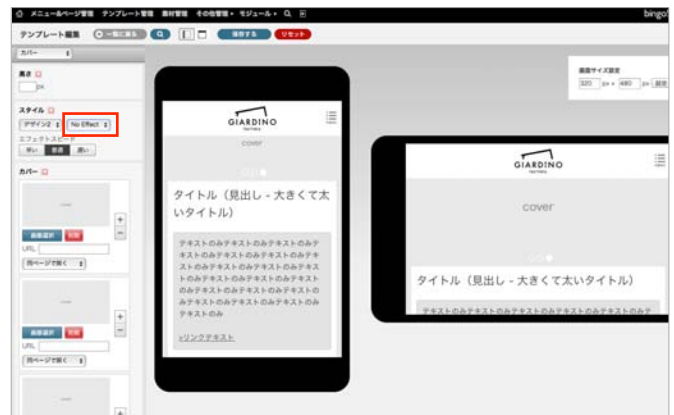 メニュー&ページ管理 テンプレート管理 素材管理 その他管理 モジュール
bingo!
テンプレート編集
一覧に戻る
保存する
リセット
カバー
高さ
px
スタイル
デザイン2
No Effect
エフェクトスピード
早い 普通 遅い
カバー
cover
画像選択 削除
URL
同ページで開く
cover
画像選択 削除
URL
同ページで開く
cover
画面サイズ設定
320 px x 480 px 設定
GIARDINO
cover
タイトル(見出し - 大きくて太
いタイトル)
テキストのみテキストのみテキストのみテ
キストのみテキストのみテキストのみテキ
ストのみテキストのみテキストのみテキス
トのみテキストのみテキストのみテキスト
のみテキストのみテキストのみテキストの
みテキストのみテキストのみテキストのみ
テキストのみ
»リンクテキスト
GIARDINO
cover
タイトル(見出し - 大きくて太いタイトル)
テキストのみテキストのみテキストのみテキストのみテキストのみテ